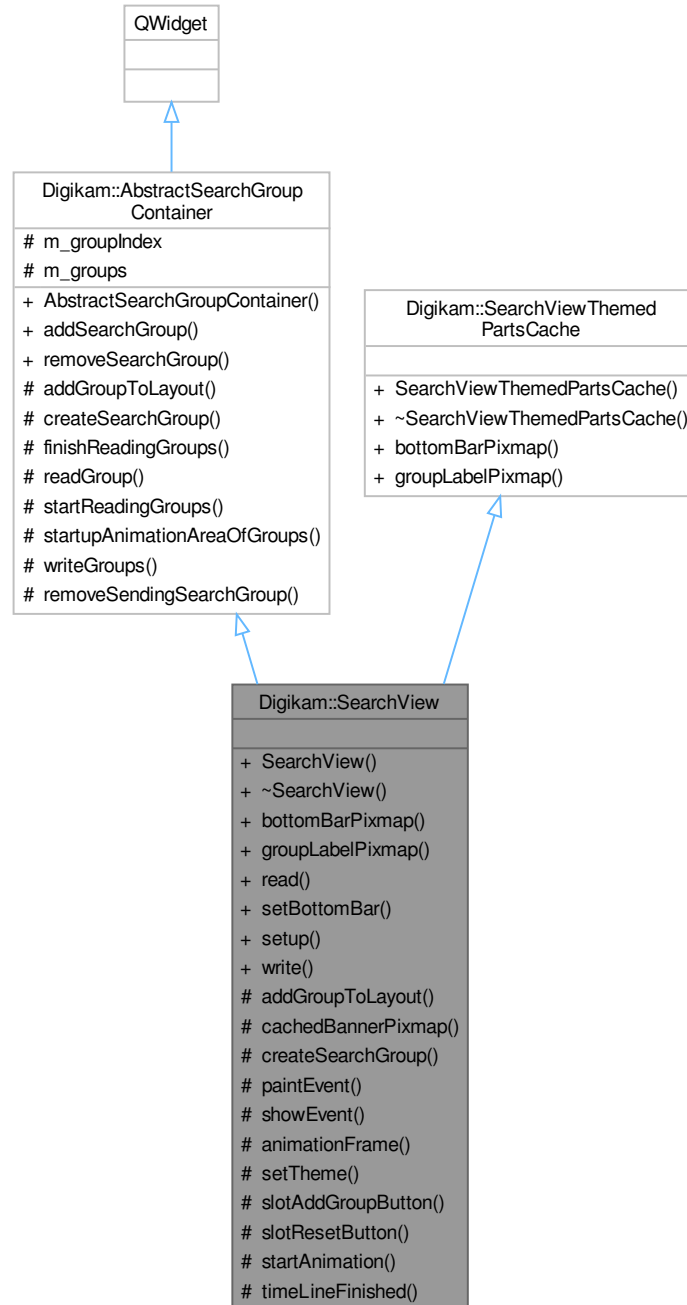 QWidget
Digikam::AbstractSearchGroup
Container
# m_groupIndex
# m_groups
+ AbstractSearchGroupContainer()
+ addSearchGroup()
+ removeSearchGroup()
# addGroupToLayout()
# createSearchGroup()
# finishReadingGroups()
# readGroup()
# startReadingGroups()
# startupAnimationAreaOfGroups()
# writeGroups()
# removeSendingSearchGroup()
Digikam::SearchViewThemed
PartsCache
+ SearchViewThemedPartsCache()
+ ~SearchViewThemedPartsCache()
+ bottomBarPixmap()
+ groupLabelPixmap()
Digikam::SearchView
+ SearchView()
+ ~SearchView()
+ bottomBarPixmap()
+ groupLabelPixmap()
+ read()
+ setBottomBar()
+ setup()
+ write()
# addGroupToLayout()
# cachedBannerPixmap()
# createSearchGroup()
# paintEvent()
# showEvent()
# animationFrame()
# setTheme()
# slotAddGroupButton()
# slotResetButton()
# startAnimation()
# timeLineFinished()